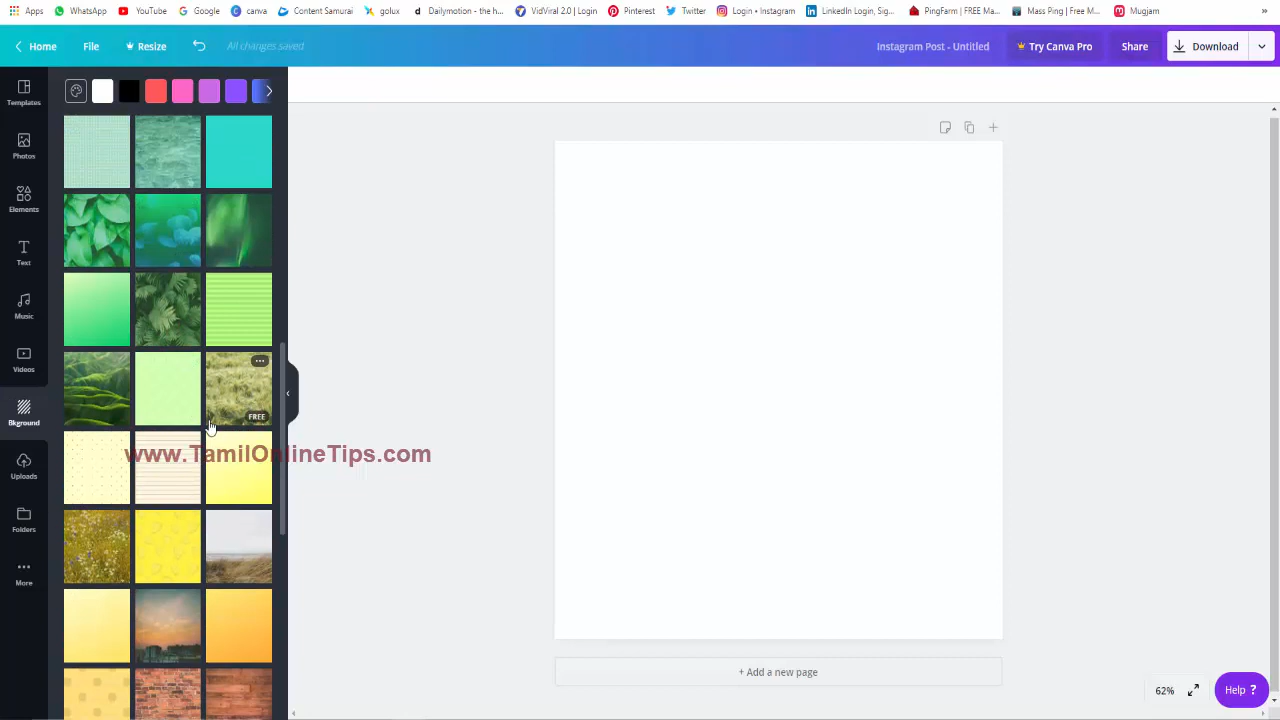 Apps WhatsApp YouTube Google canva Content Samurai golux Dailymotion - the h... VidViral 2.0 | Login Pinterest Twitter Login • Instagram LinkedIn Login, Sig... PingFarm | FREE Ma... Mass Ping | Free M... Mugjam »
Home File Resize All changes saved Instagram Post - Untitled Try Canva Pro Share Download
Templates
Photos
Elements
Text
Music
Videos
FREE
Bkground
www.TamilOnlineTips.com
Uploads
Folders
More
+ Add a new page
62% Help ?